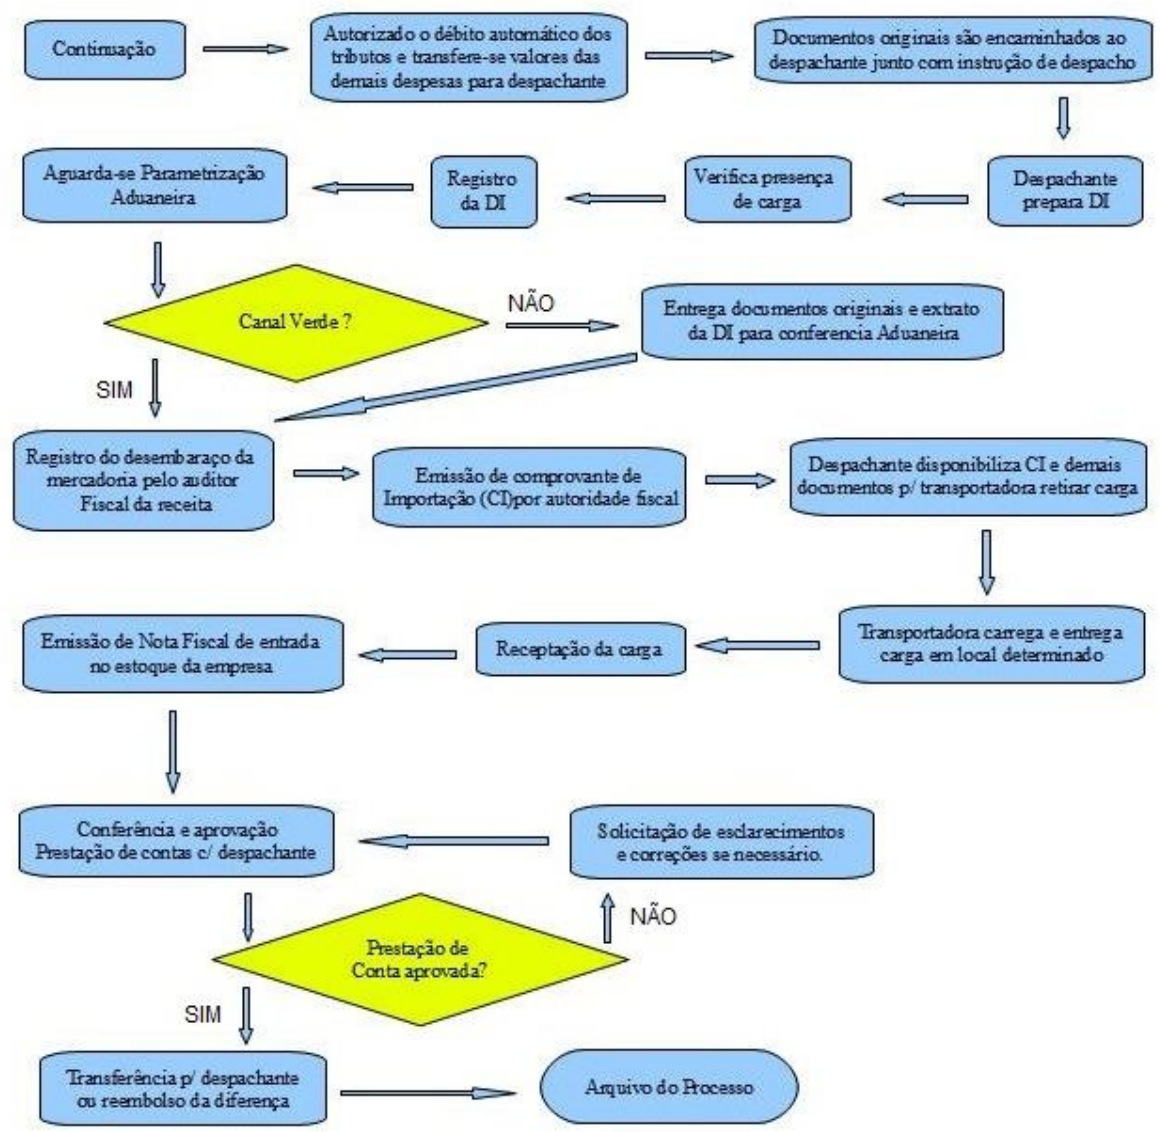 Continuação
Autorizado o débito automático dos
tributos e transfere-se valores das
demais despesas para despachante
Documentos originais são encaminhados ao
despachante junto com instrução de despacho
Despachante
prepara DI
Verifica presença
de carga
Registro
da DI
Aguarda-se Parametrização
Aduaneira
Canal Verde ?
NÃO
Entrega documentos originais e extrato
da DI para conferencia Aduaneira
SIM
Registro do desembaraço da
mercadoria pelo auditor
Fiscal da receita
Emissão de comprovante de
Importação (CI)por autoridade fiscal
Despachante disponibiliza CI e demais
documentos p/ transportadora retirar carga
Transportadora carrega e entrega
carga em local determinado
Receptação da carga
Emissão de Nota Fiscal de entrada
no estoque da empresa
Conferência e aprovação
Prestação de contas c/ despachante
Solicitação de esclarecimentos
e correções se necessário.
NÃO
Prestação de
Conta aprovada?
SIM
Transferência p/ despachante
ou reembolso da diferença
Arquivo do Processo